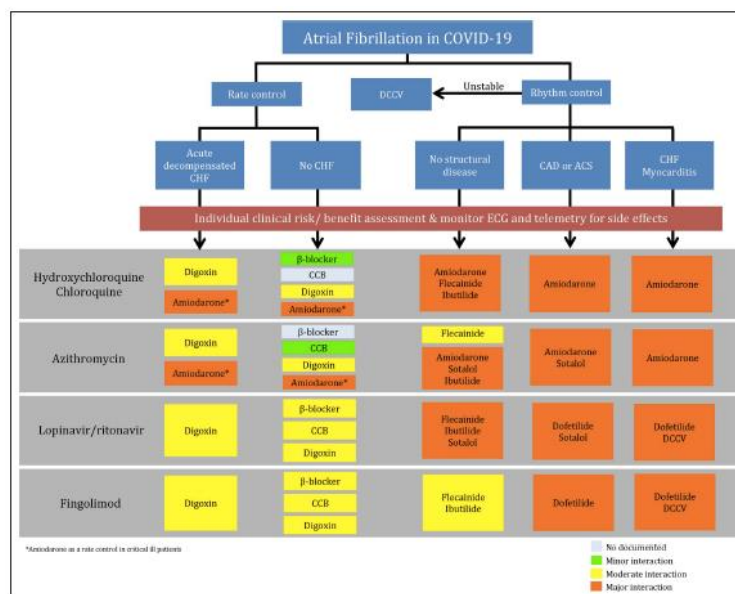 Atrial Fibrillation in COVID-19
Rate control
DCCV
Unstable
Rhythm control
Acute
decompensated
CHF
No CHF
No structural
disease
CAD or ACS
CHF
Myocarditis
Individual clinical risk/ benefit assessment & monitor ECG and telemetry for side effects
Hydroxychloroquine
Chloroquine
Digoxin
Amiodarone*
β-blocker
CCB
Digoxin
Amiodarone*
Amiodarone
Flecainide
Ibutilide
Amiodarone
Amiodarone
Azithromycin
Digoxin
Amiodarone*
β-blocker
CCB
Digoxin
Amiodarone*
Flecainide
Amiodarone
Sotalol
Ibutilide
Amiodarone
Sotalol
Amiodarone
Lopinavir/ritonavir
Digoxin
β-blocker
CCB
Digoxin
Flecainide
Ibutilide
Sotalol
Dofetilide
Sotalol
Dofetilide
DCCV
Fingolimod
Digoxin
β-blocker
CCB
Digoxin
Flecainide
Ibutilide
Dofetilide
Dofetilide
DCCV
*Amiodarone as a rate control in critical ill patients
No documented
Minor interaction
Moderate interaction
Major interaction